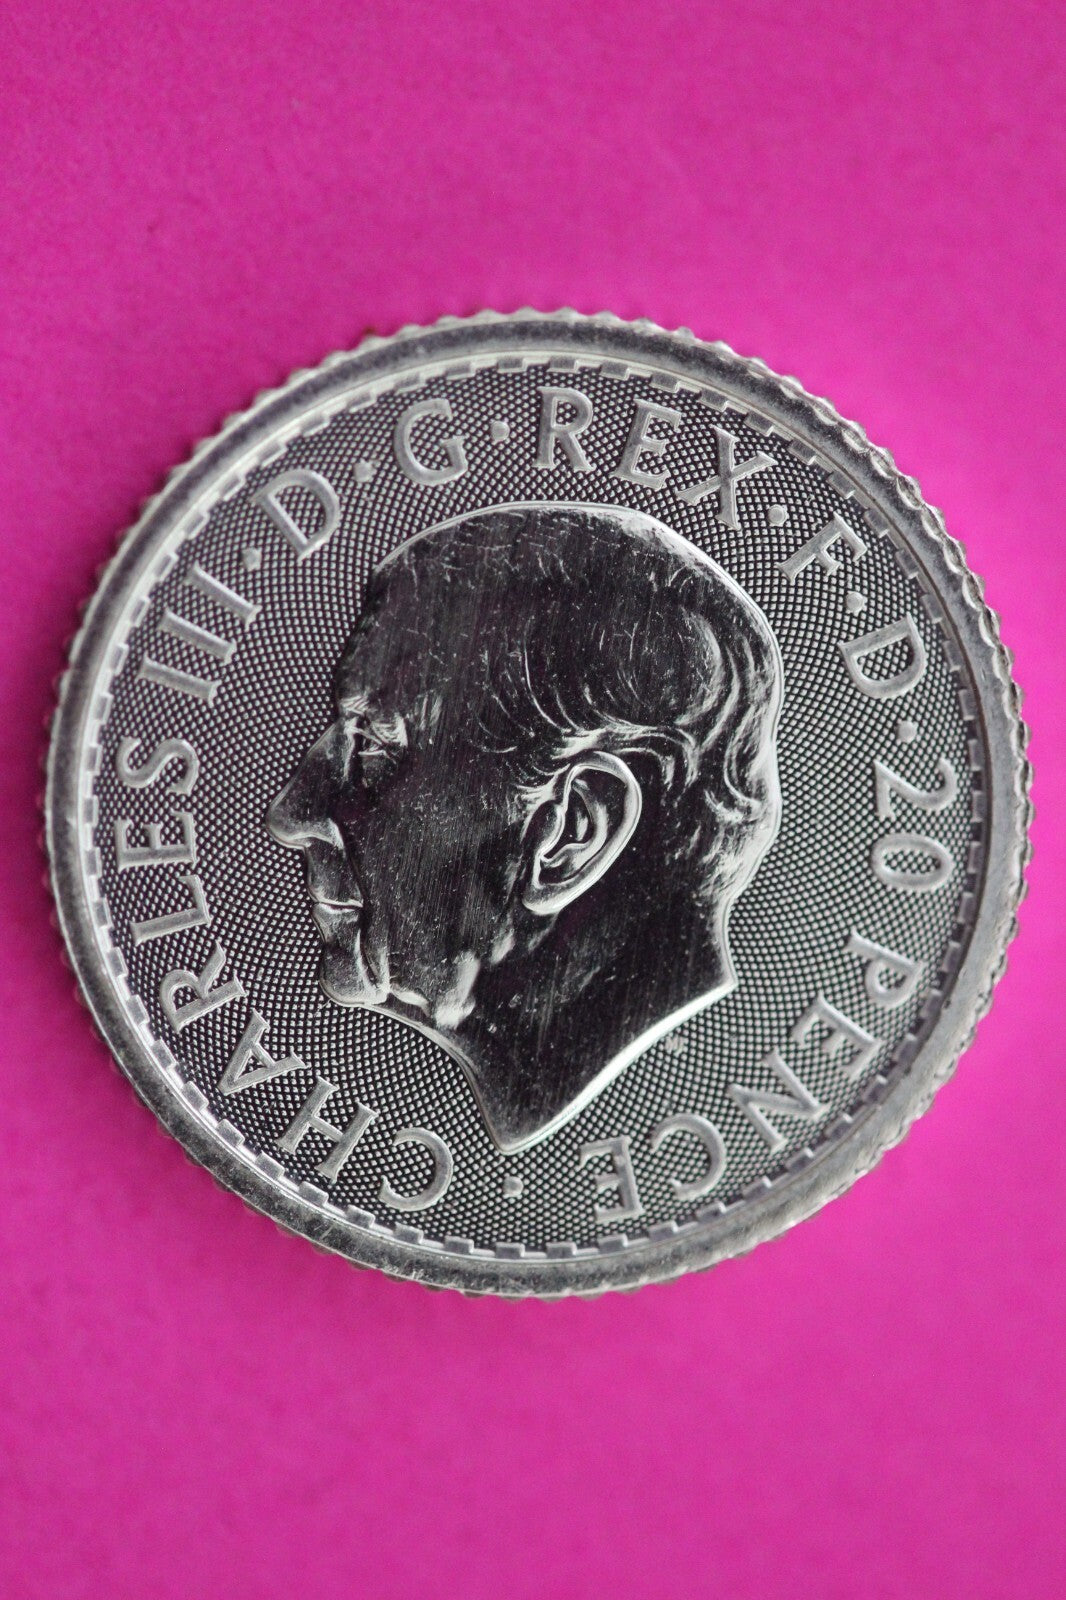 · CHARLES III · D · G · REX · F · D · 20 PENCE